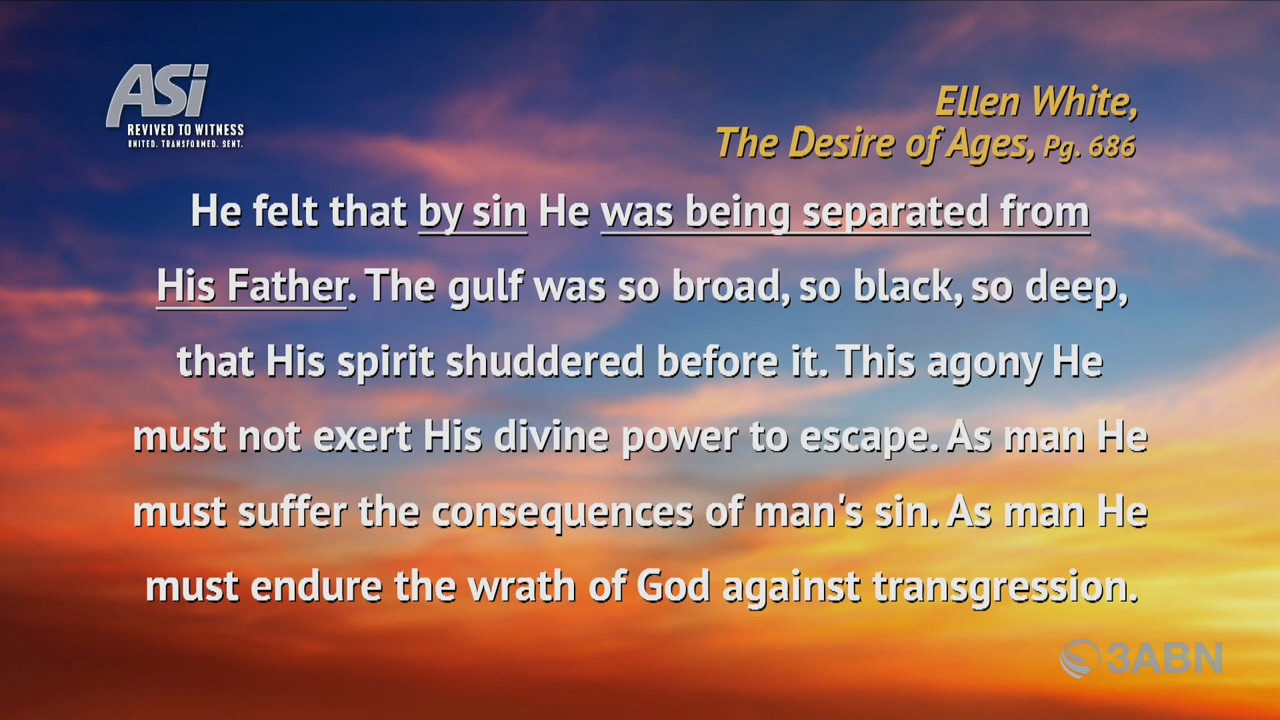 ASi
REVIVED TO WITNESS
UNITED. TRANSFORMED. SENT.
Ellen White,
The Desire of Ages, Pg. 686
He felt that by sin He was being separated from
His Father. The gulf was so broad, so black, so deep,
that His spirit shuddered before it. This agony He
must not exert His divine power to escape. As man He
must suffer the consequences of man's sin. As man He
must endure the wrath of God against transgression.
3ABN